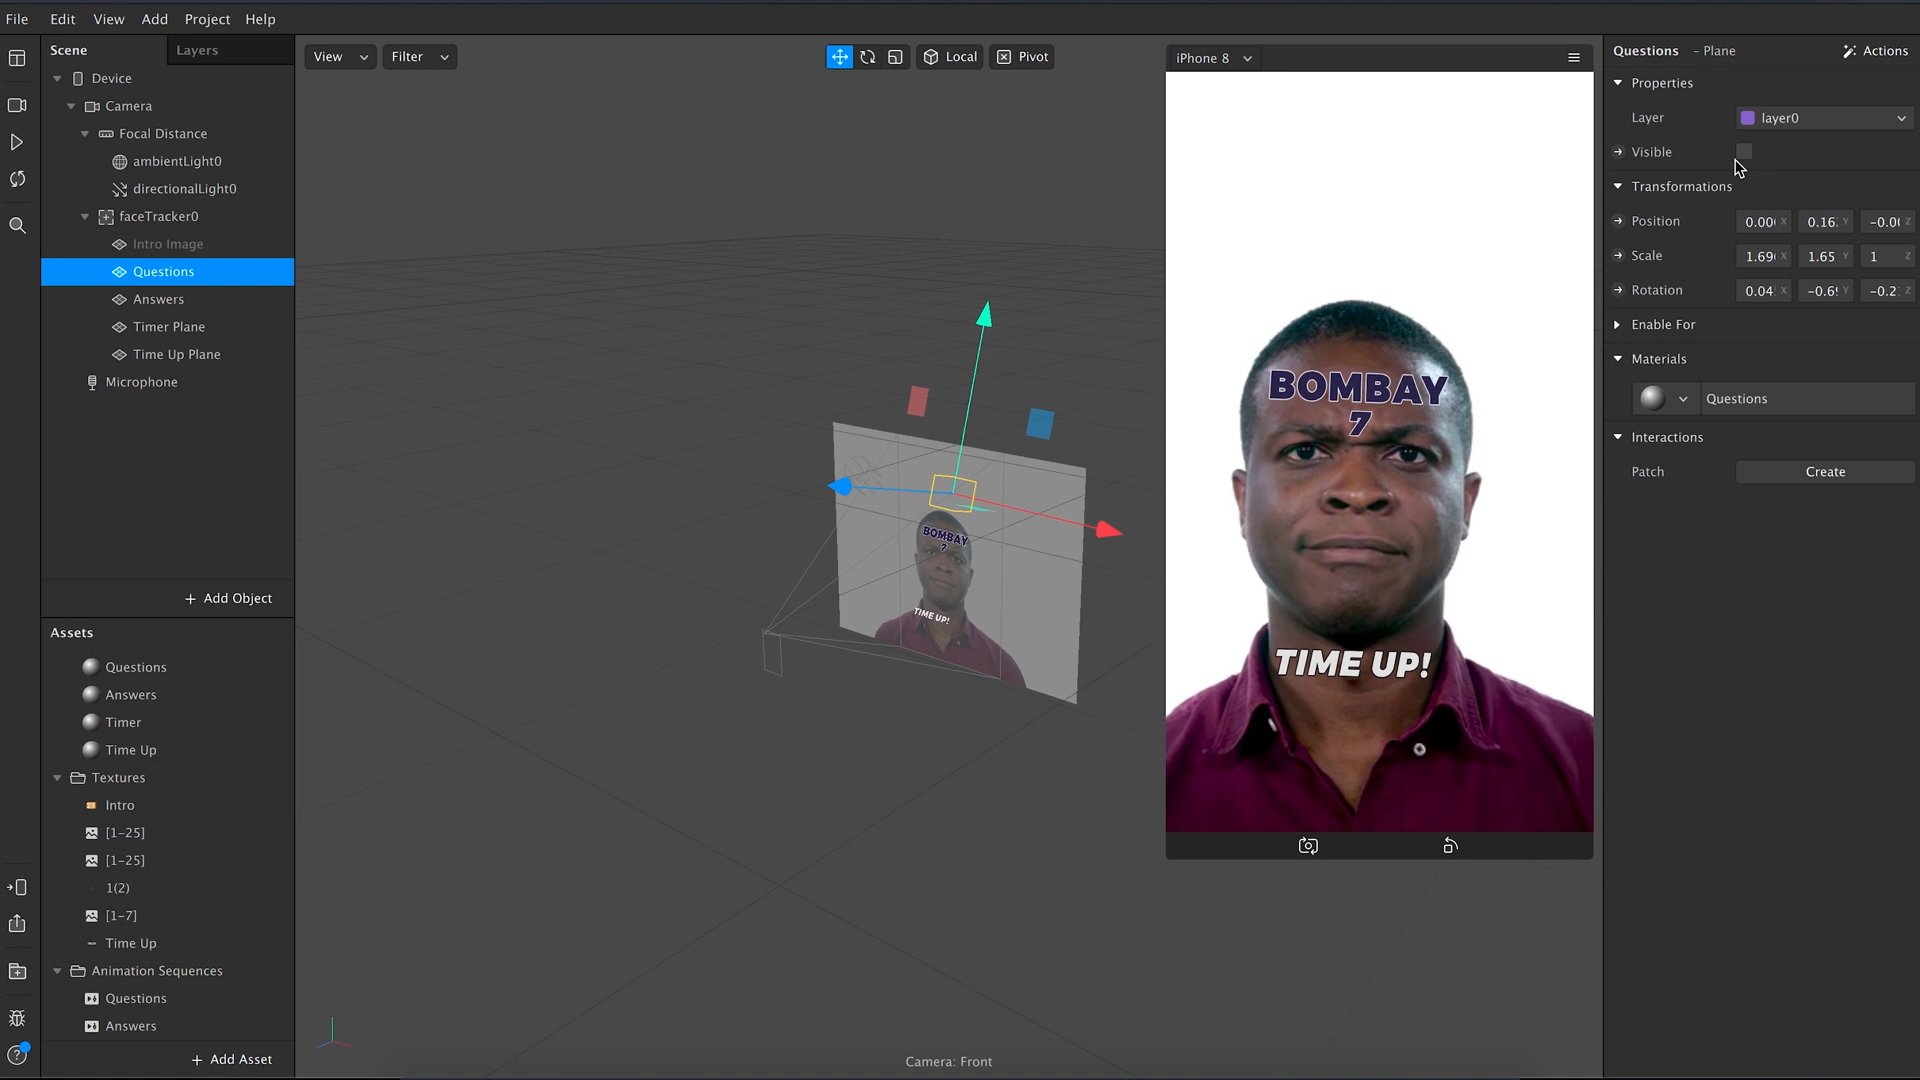 File Edit View Add Project Help
Scene Layers
Device
Camera
Focal Distance
ambientLight0
directionalLight0
faceTracker0
Intro Image
Questions
Answers
Timer Plane
Time Up Plane
Microphone
+ Add Object
Assets
Questions
Answers
Timer
Time Up
Textures
Intro
[1-25]
[1-25]
1(2)
[1-7]
Time Up
Animation Sequences
Questions
Answers
+ Add Asset
View Filter
Local Pivot
BOMBAY
7
TIME UP!
Camera: Front
iPhone 8
BOMBAY
7
TIME UP!
Questions - Plane Actions
Properties
Layer layer0
Visible
Transformations
Position X Y Z
Scale X 1.65 Y 1 Z
Rotation X Y Z
Enable For
Materials
Questions
Interactions
Patch Create